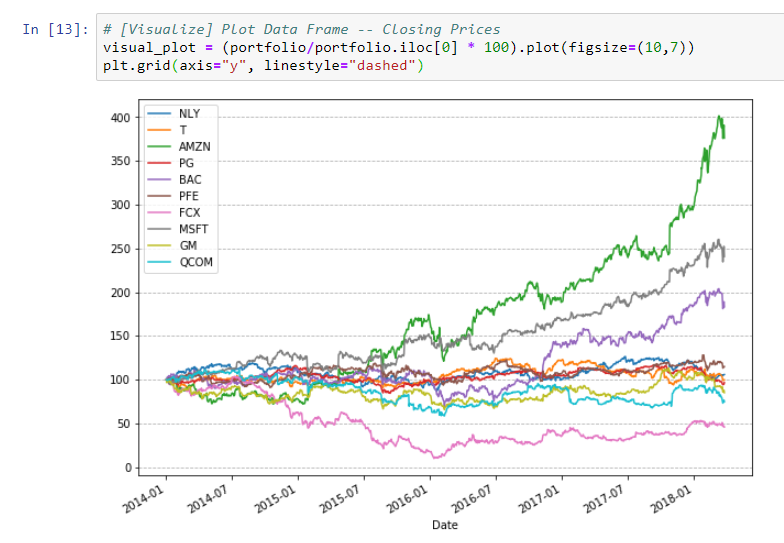 In [13]: # [Visualize] Plot Data Frame -- Closing Prices
visual_plot = (portfolio/portfolio.iloc[0] * 100).plot(figsize=(10,7))
plt.grid(axis="y", linestyle="dashed")
NLY
T
AMZN
PG
BAC
PFE
FCX
MSFT
GM
QCOM
400
350
300
250
200
150
100
50
0
2014-01 2014-07 2015-01 2015-07 2016-01 2016-07 2017-01 2017-07 2018-01
Date